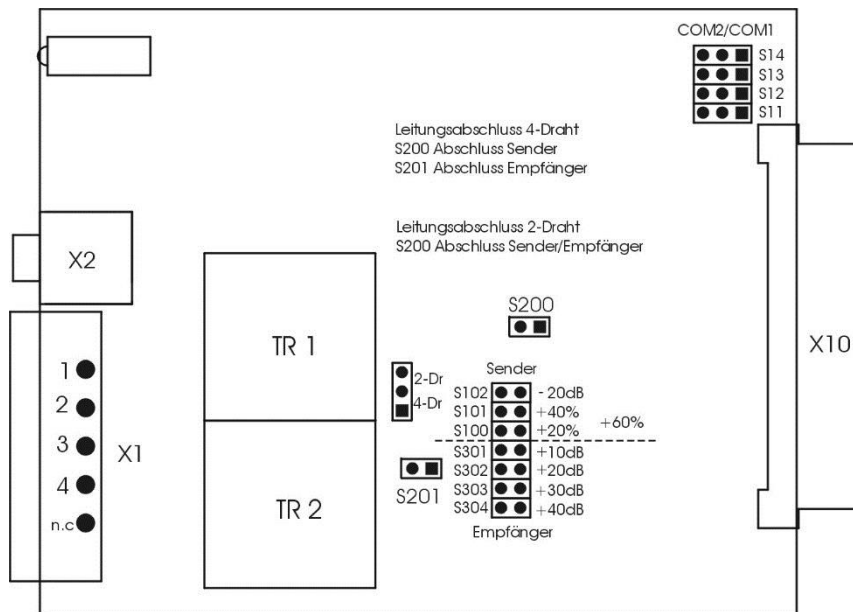 COM2/COM1
S14
S13
S12
S11
Leitungsabschluss 4-Draht
S200 Abschluss Sender
S201 Abschluss Empfänger
Leitungsabschluss 2-Draht
S200 Abschluss Sender/Empfänger
X2
S200
X10
TR 1
Sender
2-Dr
4-Dr
S102 - 20dB
S101 +40%
S100 +20%
+60%
S301 +10dB
S302 +20dB
S303 +30dB
S304 +40dB
Empfänger
S201
TR 2
1
2
3
4
n.c
X1